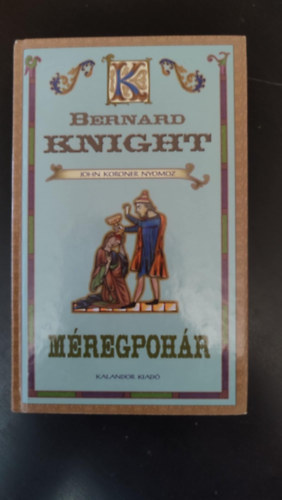 K
BERNARD
KNIGHT
JOHN KORONER NYOMOZ
MÉREGPOHÁR
KALANDOR KIADÓ